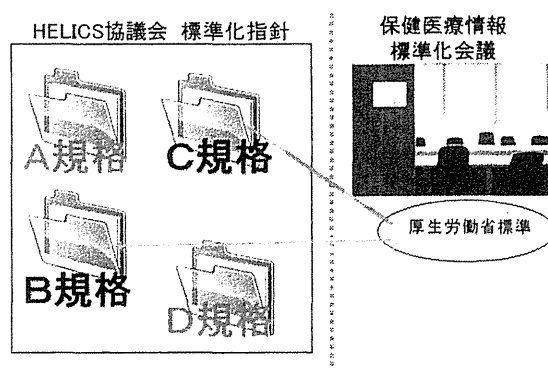 HELICS協議会 標準化指針
A規格
C規格
B規格
D規格
保健医療情報
標準化会議
厚生労働省標準